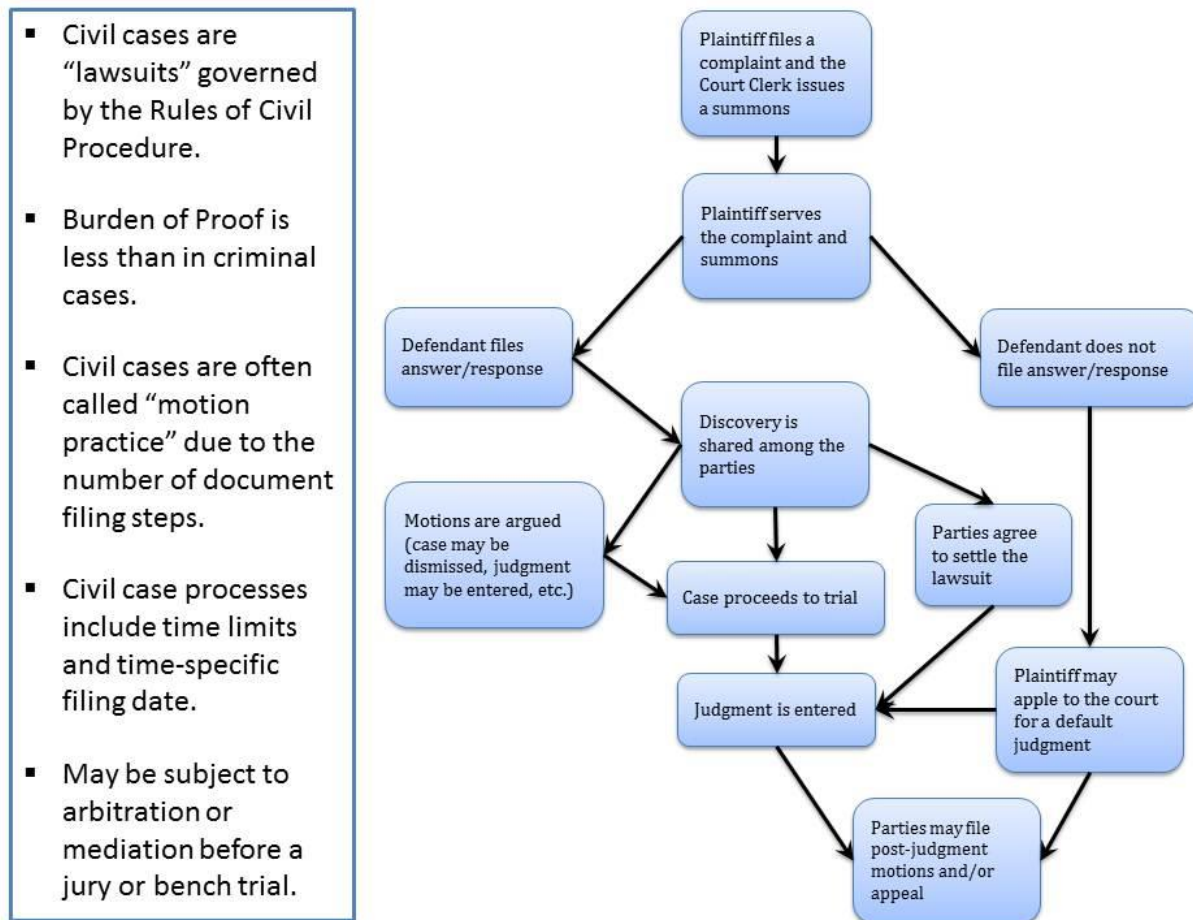 ▪ Civil cases are
“lawsuits” governed
by the Rules of Civil
Procedure.
▪ Burden of Proof is
less than in criminal
cases.
▪ Civil cases are often
called “motion
practice” due to the
number of document
filing steps.
▪ Civil case processes
include time limits
and time-specific
filing date.
▪ May be subject to
arbitration or
mediation before a
jury or bench trial.
Plaintiff files a
complaint and the
Court Clerk issues
a summons
Plaintiff serves
the complaint and
summons
Defendant files
answer/response
Defendant does not
file answer/response
Discovery is
shared among the
parties
Motions are argued
(case may be
dismissed, judgment
may be entered, etc.)
Parties agree
to settle the
lawsuit
Case proceeds to trial
Judgment is entered
Plaintiff may
apple to the court
for a default
judgment
Parties may file
post-judgment
motions and/or
appeal